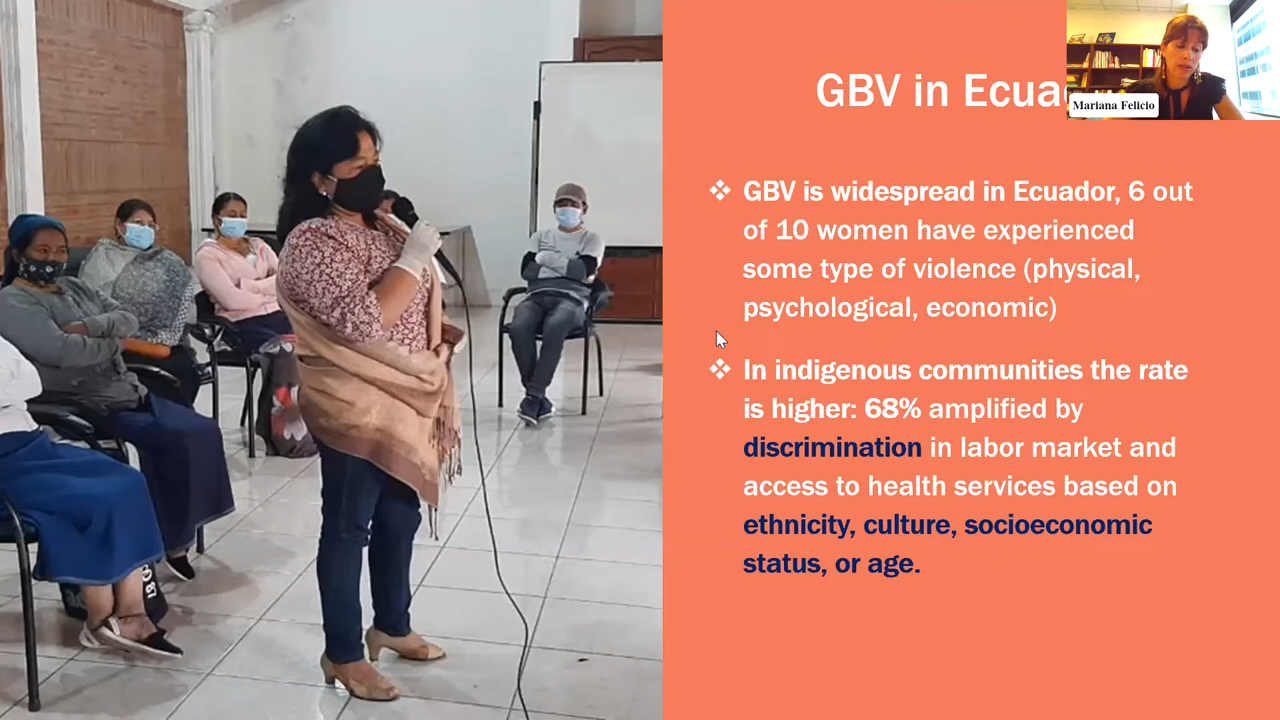 GBV in Ecua
Mariana Felicio
❖ GBV is widespread in Ecuador, 6 out
of 10 women have experienced
some type of violence (physical,
psychological, economic)
❖ In indigenous communities the rate
is higher: 68% amplified by
discrimination in labor market and
access to health services based on
ethnicity, culture, socioeconomic
status, or age.